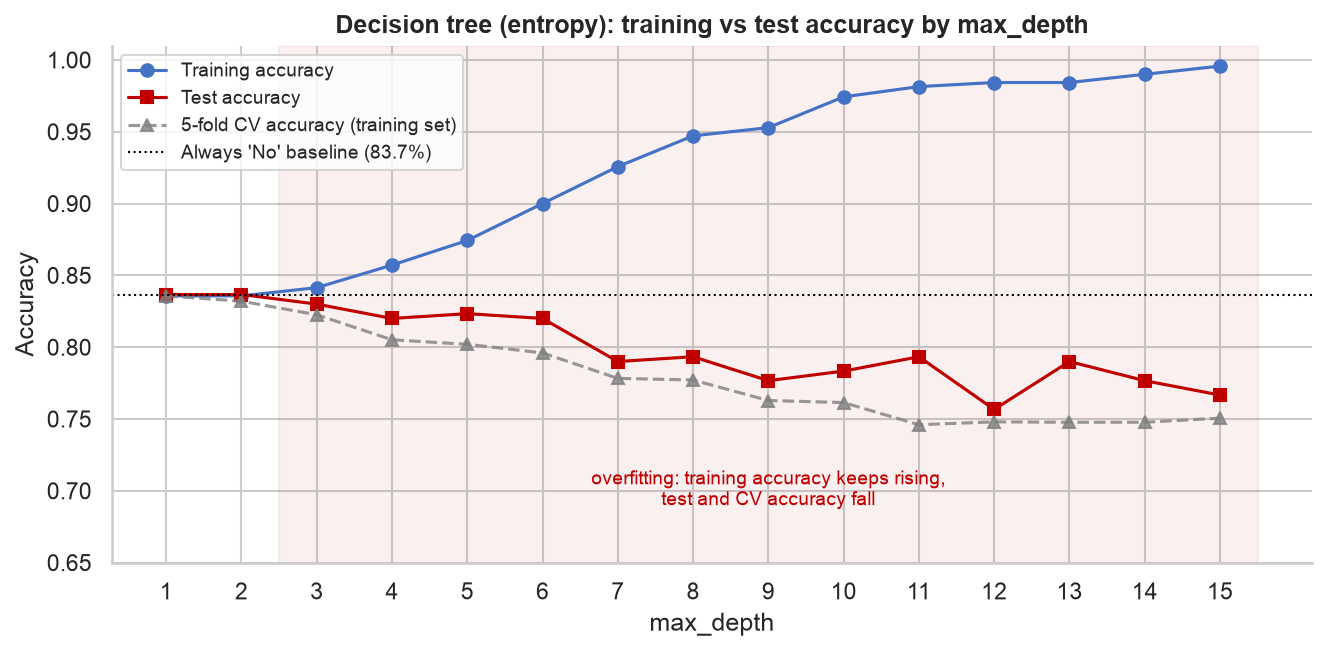 Decision tree (entropy): training vs test accuracy by max_depth
Training accuracy
Test accuracy
5-fold CV accuracy (training set)
Always 'No' baseline (83.7%)
Accuracy
1.00
0.95
0.90
0.85
0.80
0.75
0.70
0.65
overfitting: training accuracy keeps rising,
test and CV accuracy fall
1 2 3 4 5 6 7 8 9 10 11 12 13 14 15
max_depth